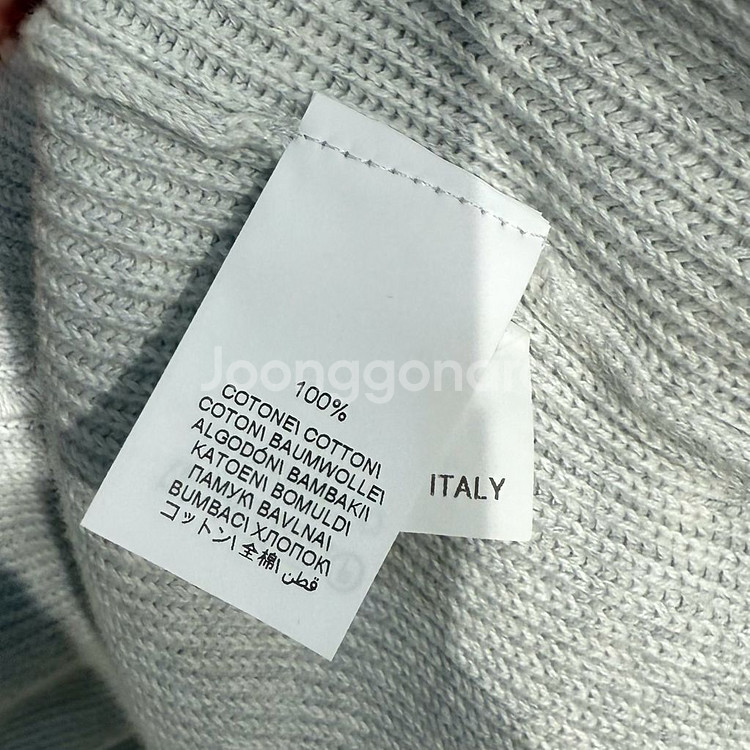 Joonggona
100%
COTONE\ COTTON\
COTON\ BAUMWOLLE\
ALGODÓN\ BAMBAKI\
KATOEN\ BOMULD\
ПАМУК\ BAVLNA\
BUMBAC\ ХЛОПОК\
コットン\ 全棉\ قطن
ITALY